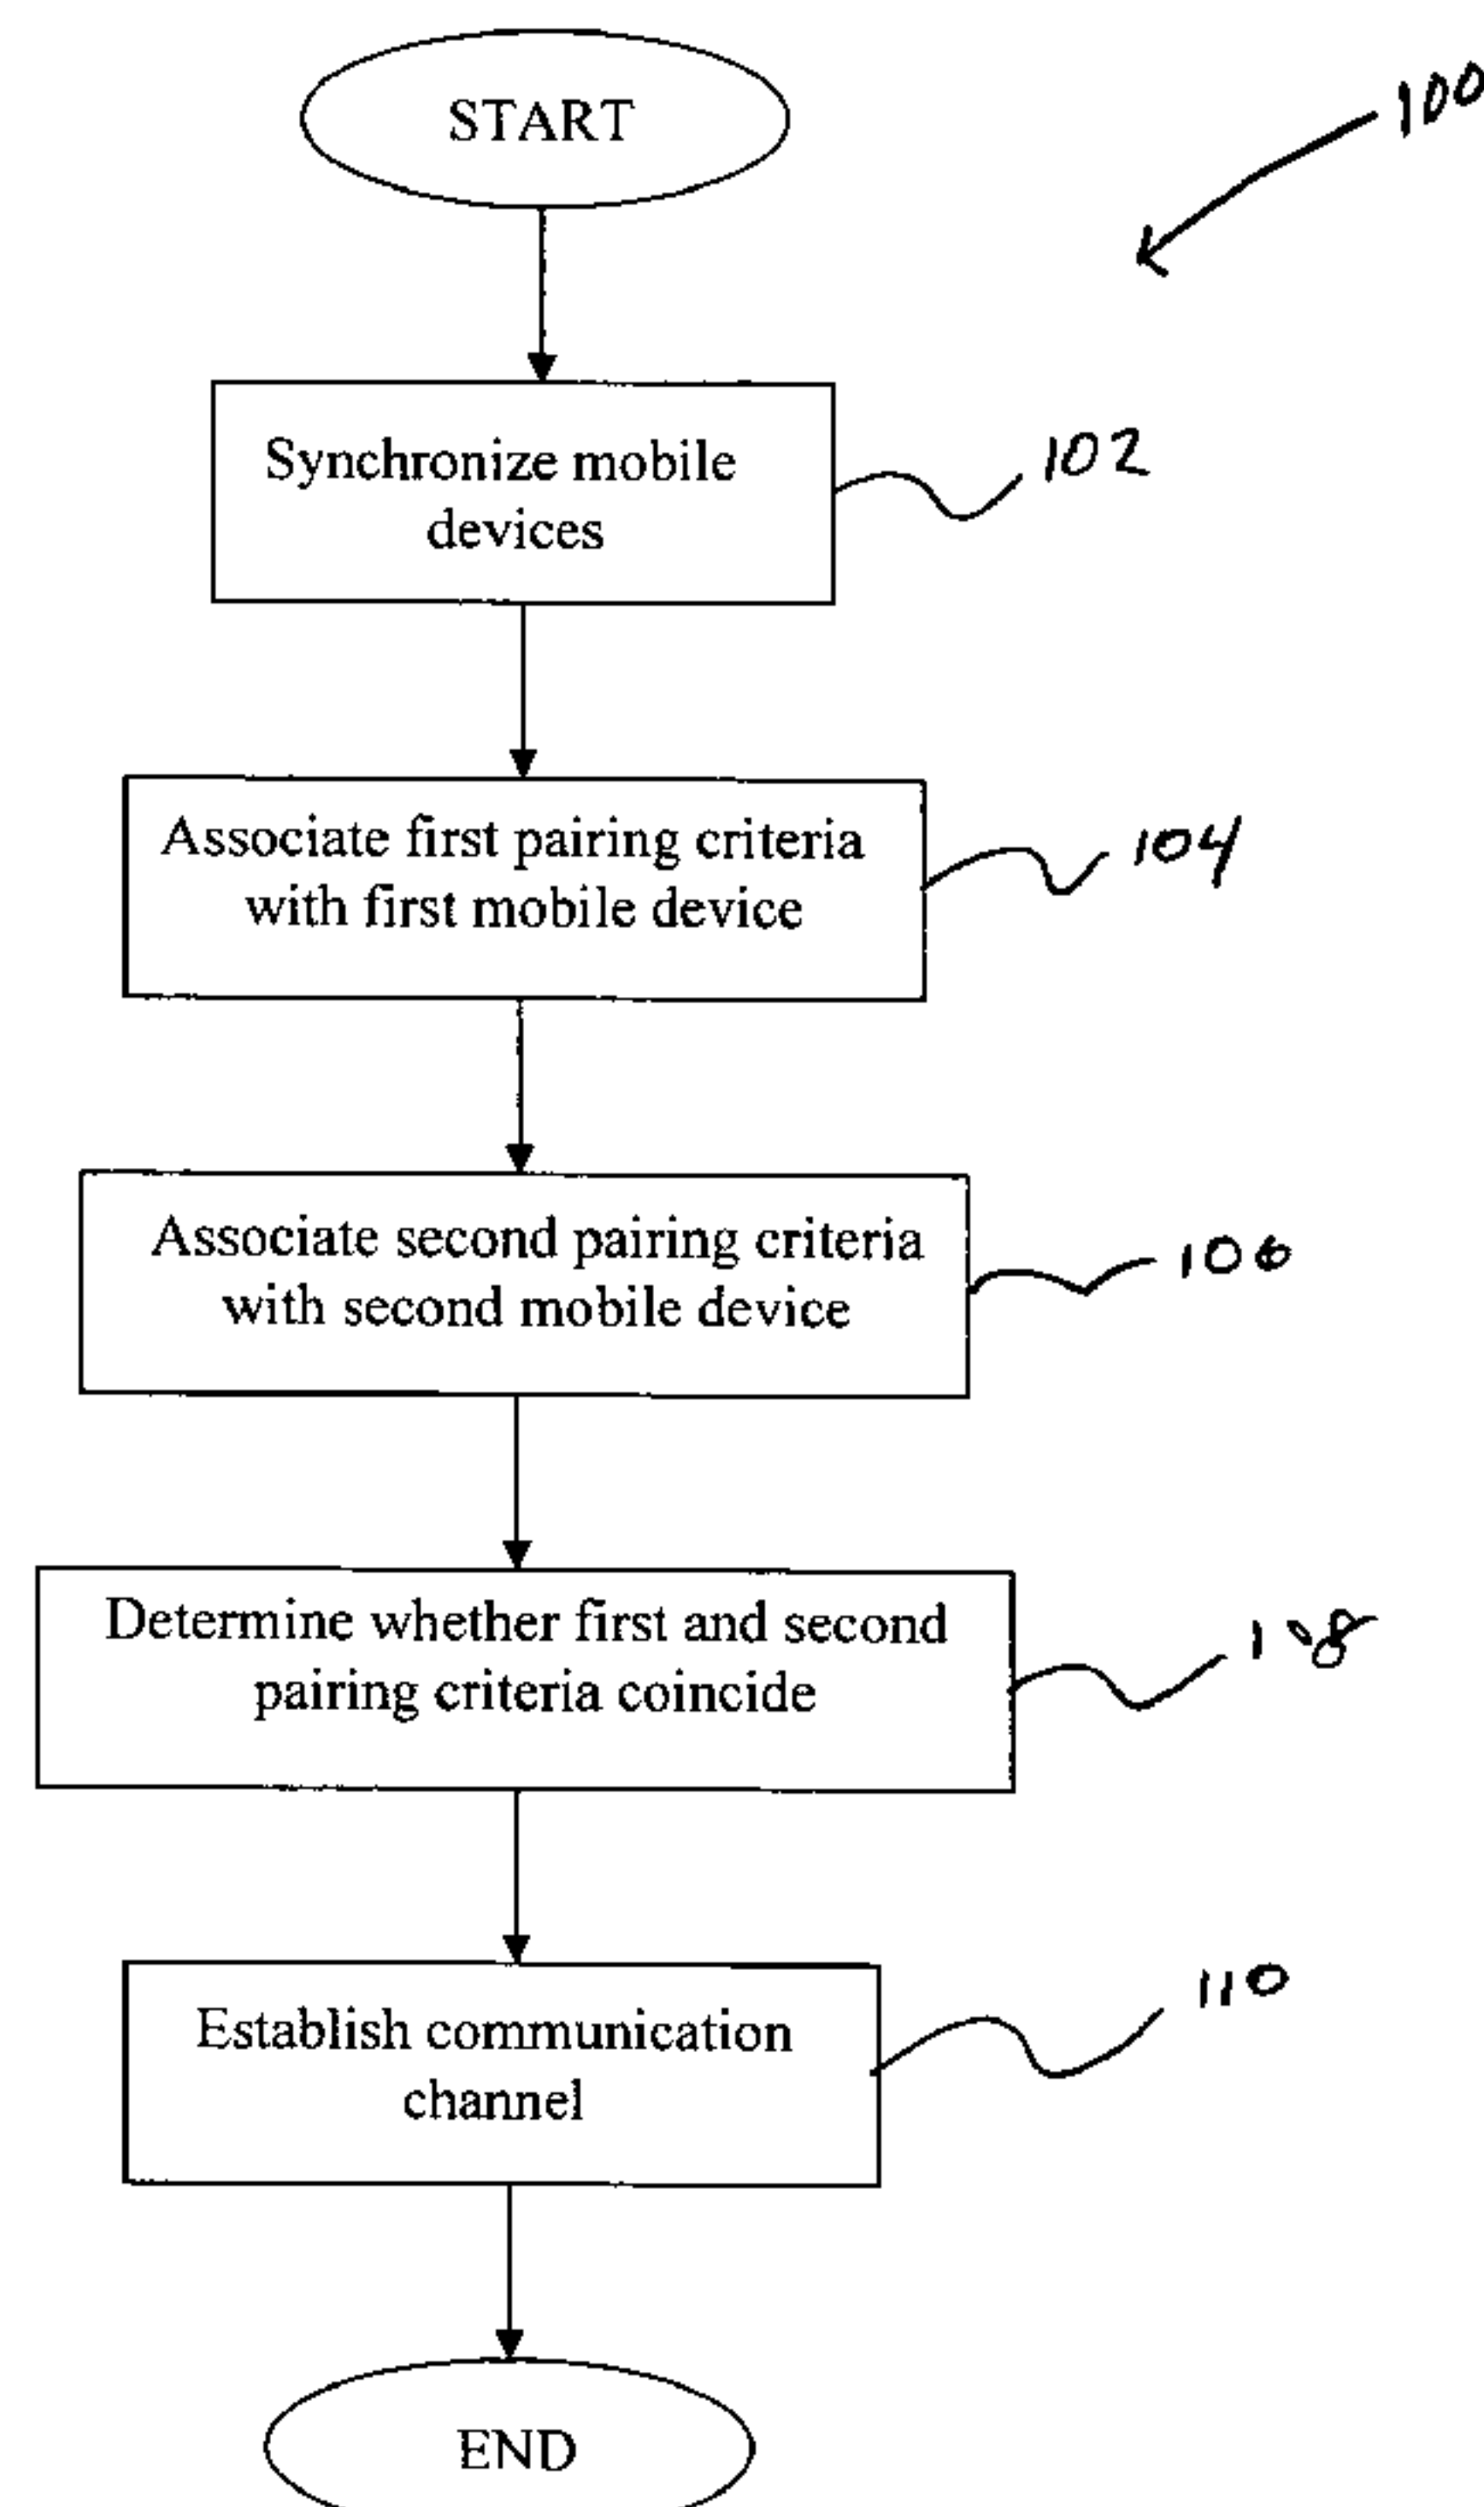 START
100
Synchronize mobile
devices
102
Associate first pairing criteria
with first mobile device
104
Associate second pairing criteria
with second mobile device
106
Determine whether first and second
pairing criteria coincide
108
Establish communication
channel
110
END